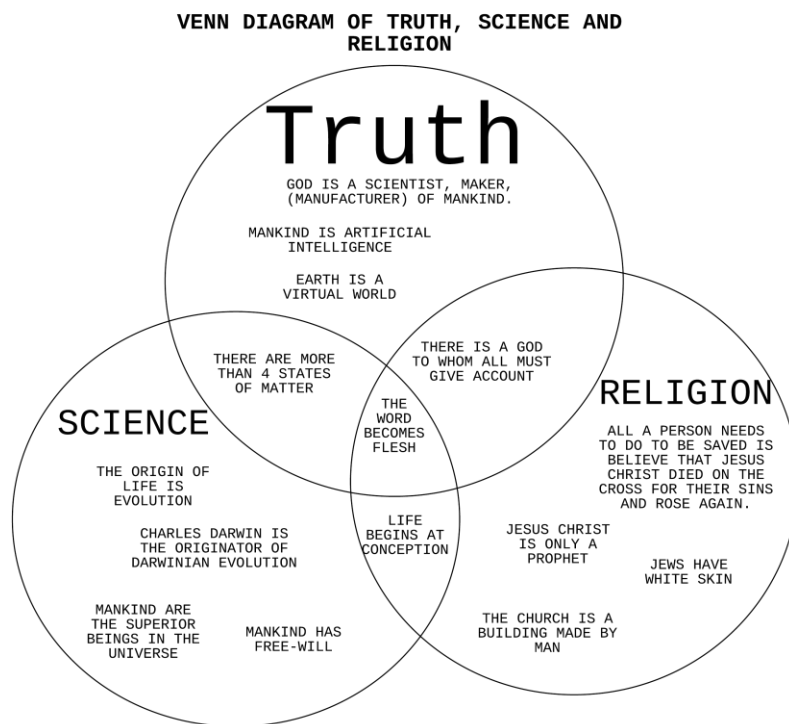 VENN DIAGRAM OF TRUTH, SCIENCE AND
RELIGION
Truth
GOD IS A SCIENTIST, MAKER,
(MANUFACTURER) OF MANKIND.
MANKIND IS ARTIFICIAL
INTELLIGENCE
EARTH IS A
VIRTUAL WORLD
THERE ARE MORE
THAN 4 STATES
OF MATTER
THERE IS A GOD
TO WHOM ALL MUST
GIVE ACCOUNT
THE
WORD
BECOMES
FLESH
SCIENCE
THE ORIGIN OF
LIFE IS
EVOLUTION
CHARLES DARWIN IS
THE ORIGINATOR OF
DARWINIAN EVOLUTION
MANKIND ARE
THE SUPERIOR
BEINGS IN THE
UNIVERSE
MANKIND HAS
FREE-WILL
LIFE
BEGINS AT
CONCEPTION
RELIGION
ALL A PERSON NEEDS
TO DO TO BE SAVED IS
BELIEVE THAT JESUS
CHRIST DIED ON THE
CROSS FOR THEIR SINS
AND ROSE AGAIN.
JESUS CHRIST
IS ONLY A
PROPHET
JEWS HAVE
WHITE SKIN
THE CHURCH IS A
BUILDING MADE BY
MAN